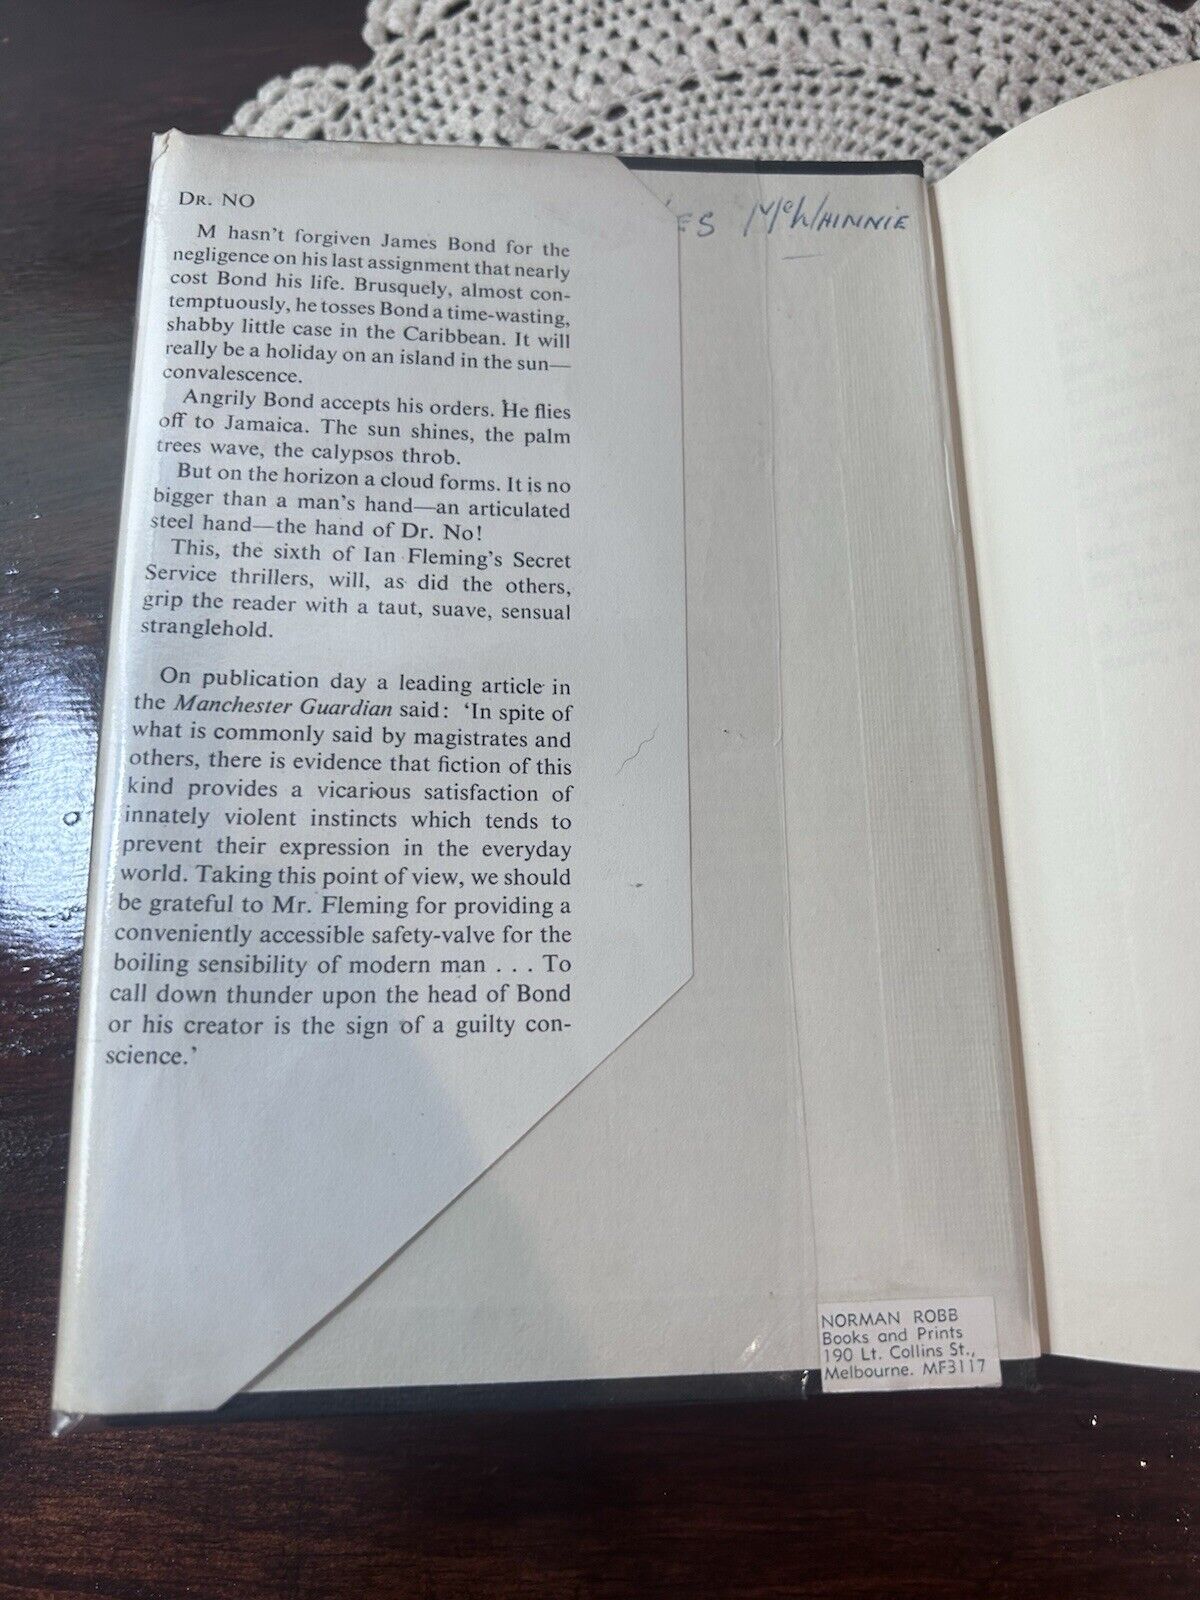 DR. NO
M hasn't forgiven James Bond for the
negligence on his last assignment that nearly
cost Bond his life. Brusquely, almost con-
temptuously, he tosses Bond a time-wasting,
shabby little case in the Caribbean. It will
really be a holiday on an island in the sun—
convalescence.
Angrily Bond accepts his orders. He flies
off to Jamaica. The sun shines, the palm
trees wave, the calypsos throb.
But on the horizon a cloud forms. It is no
bigger than a man's hand—an articulated
steel hand—the hand of Dr. No!
This, the sixth of Ian Fleming's Secret
Service thrillers, will, as did the others,
grip the reader with a taut, suave, sensual
stranglehold.
On publication day a leading article in
the Manchester Guardian said: 'In spite of
what is commonly said by magistrates and
others, there is evidence that fiction of this
kind provides a vicarious satisfaction of
innately violent instincts which tends to
prevent their expression in the everyday
world. Taking this point of view, we should
be grateful to Mr. Fleming for providing a
conveniently accessible safety-valve for the
boiling sensibility of modern man . . . To
call down thunder upon the head of Bond
or his creator is the sign of a guilty con-
science.'
McWHINNIE
NORMAN ROBB
Books and Prints
190 Lt. Collins St.,
Melbourne. MF3117